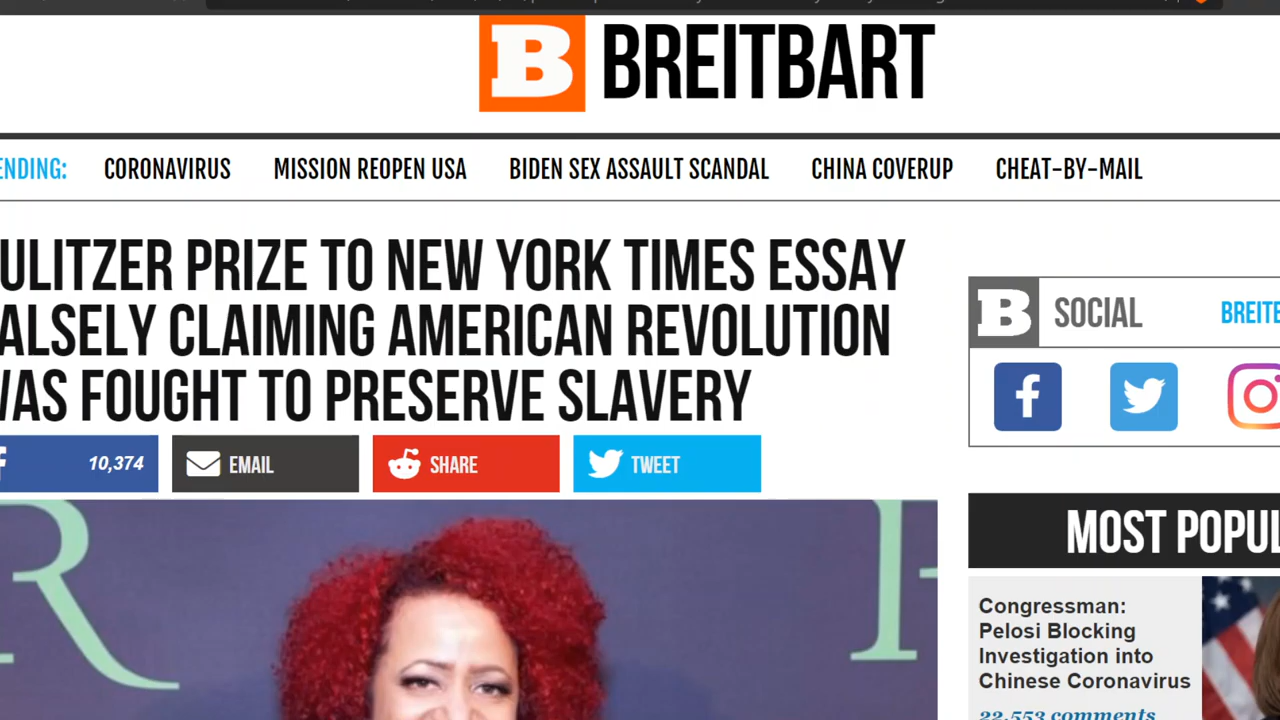 B BREITBART
ENDING: CORONAVIRUS MISSION REOPEN USA BIDEN SEX ASSAULT SCANDAL CHINA COVERUP CHEAT-BY-MAIL
ULITZER PRIZE TO NEW YORK TIMES ESSAY
ALSELY CLAIMING AMERICAN REVOLUTION
WAS FOUGHT TO PRESERVE SLAVERY
10,374 EMAIL SHARE TWEET
B SOCIAL BREITB
MOST POPUL
Congressman:
Pelosi Blocking
Investigation into
Chinese Coronavirus
22,553 comments
R